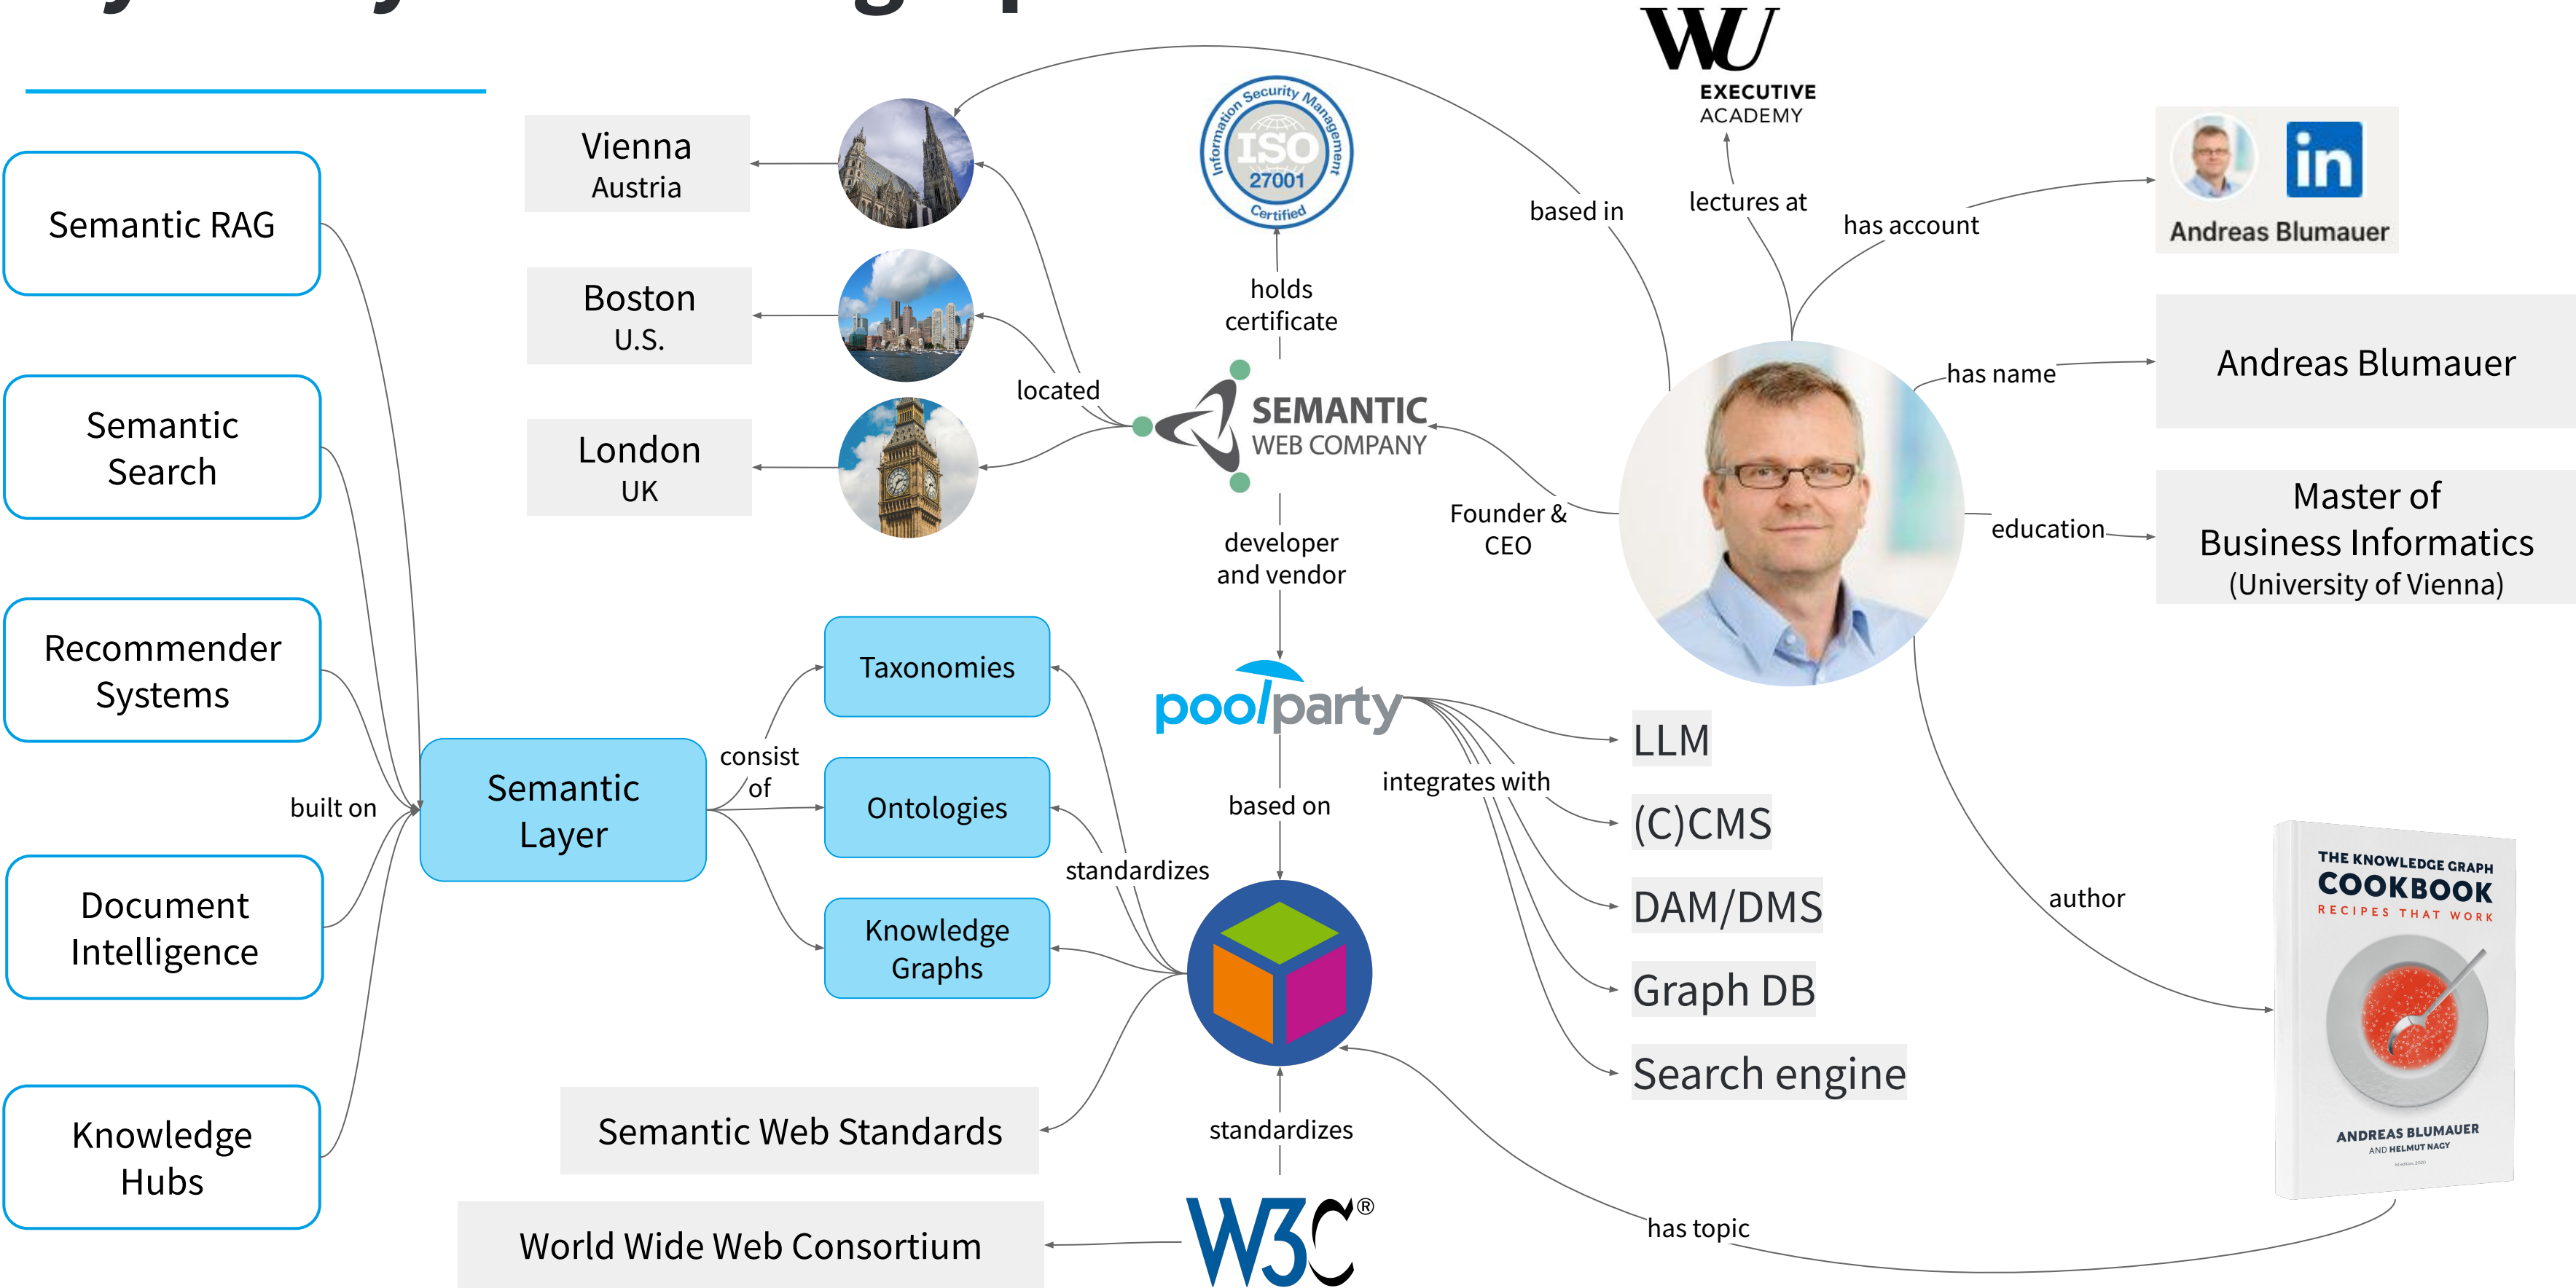 Semantic RAG
Semantic
Search
Recommender
Systems
Document
Intelligence
Knowledge
Hubs
built on
Semantic
Layer
consist
of
Taxonomies
Ontologies
Knowledge
Graphs
standardizes
Vienna
Austria
Boston
U.S.
London
UK
located
Information Security Management
ISO
27001
Certified
holds
certificate
SEMANTIC
WEB COMPANY
developer
and vendor
poolparty
based on
integrates with
LLM
(C)CMS
DAM/DMS
Graph DB
Search engine
Semantic Web Standards
standardizes
World Wide Web Consortium
W3C®
based in
Founder &
CEO
WU
EXECUTIVE
ACADEMY
lectures at
has account
in
Andreas Blumauer
has name
Andreas Blumauer
education
Master of
Business Informatics
(University of Vienna)
author
THE KNOWLEDGE GRAPH
COOKBOOK
RECIPES THAT WORK
ANDREAS BLUMAUER
AND HELMUT NAGY
has topic